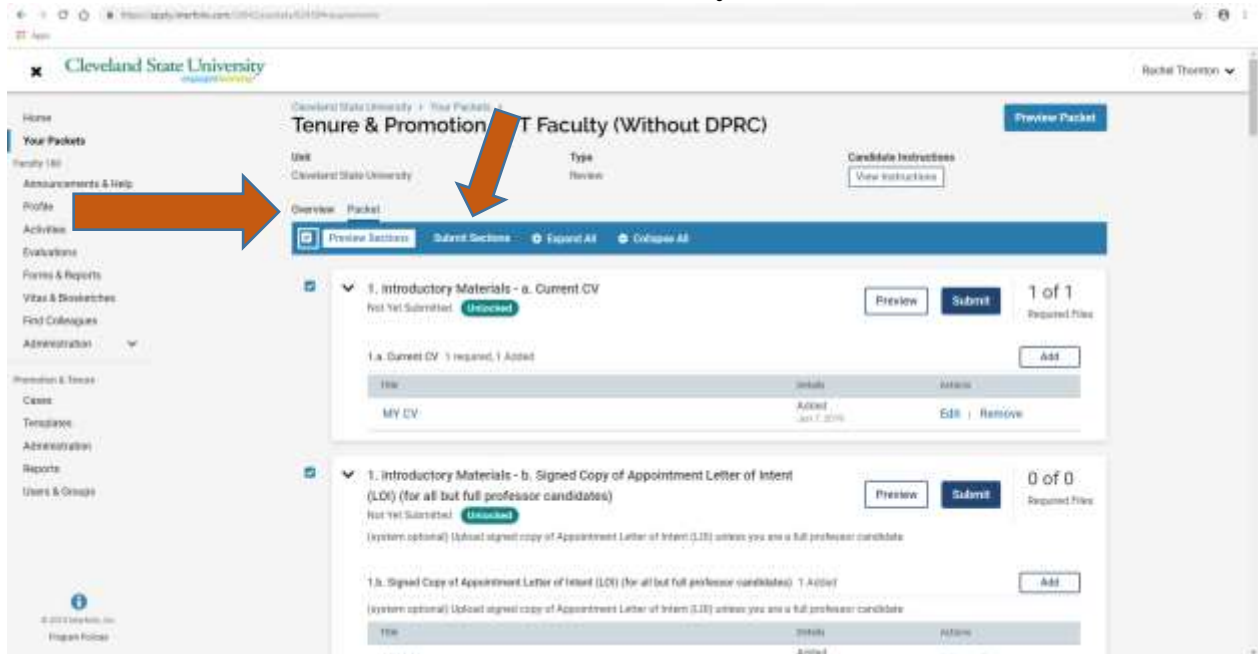 Apps
Cleveland State University
engaged learning
Rachel Thornton
Home
Your Packets
Faculty 180
Announcements & Help
Profile
Activities
Evaluations
Forms & Reports
Vitas & Biosketches
Find Colleagues
Administration
Promotion & Tenure
Cases
Templates
Administration
Reports
Users & Groups
Program Policies
Cleveland State University > Your Packets >
Tenure & Promotion T Faculty (Without DPRC)
Preview Packet
Unit
Cleveland State University
Type
Review
Candidate Instructions
View Instructions
Overview Packet
Preview Sections Submit Sections Expand All Collapse All
1. Introductory Materials - a. Current CV
Not Yet Submitted Unlocked
Preview Submit
1 of 1
Required Files
1.a. Current CV 1 required, 1 Added
Add
Title Details Actions
MY CV
Added
Edit | Remove
1. Introductory Materials - b. Signed Copy of Appointment Letter of Intent
(LOI) (for all but full professor candidates)
Not Yet Submitted Unlocked
Preview Submit
0 of 0
Required Files
(system optional) Upload signed copy of Appointment Letter of Intent (LOI) unless you are a full professor candidate
1.b. Signed Copy of Appointment Letter of Intent (LOI) (for all but full professor candidates) 1 Added
Add
(system optional) Upload signed copy of Appointment Letter of Intent (LOI) unless you are a full professor candidate
Title Details Actions
Added